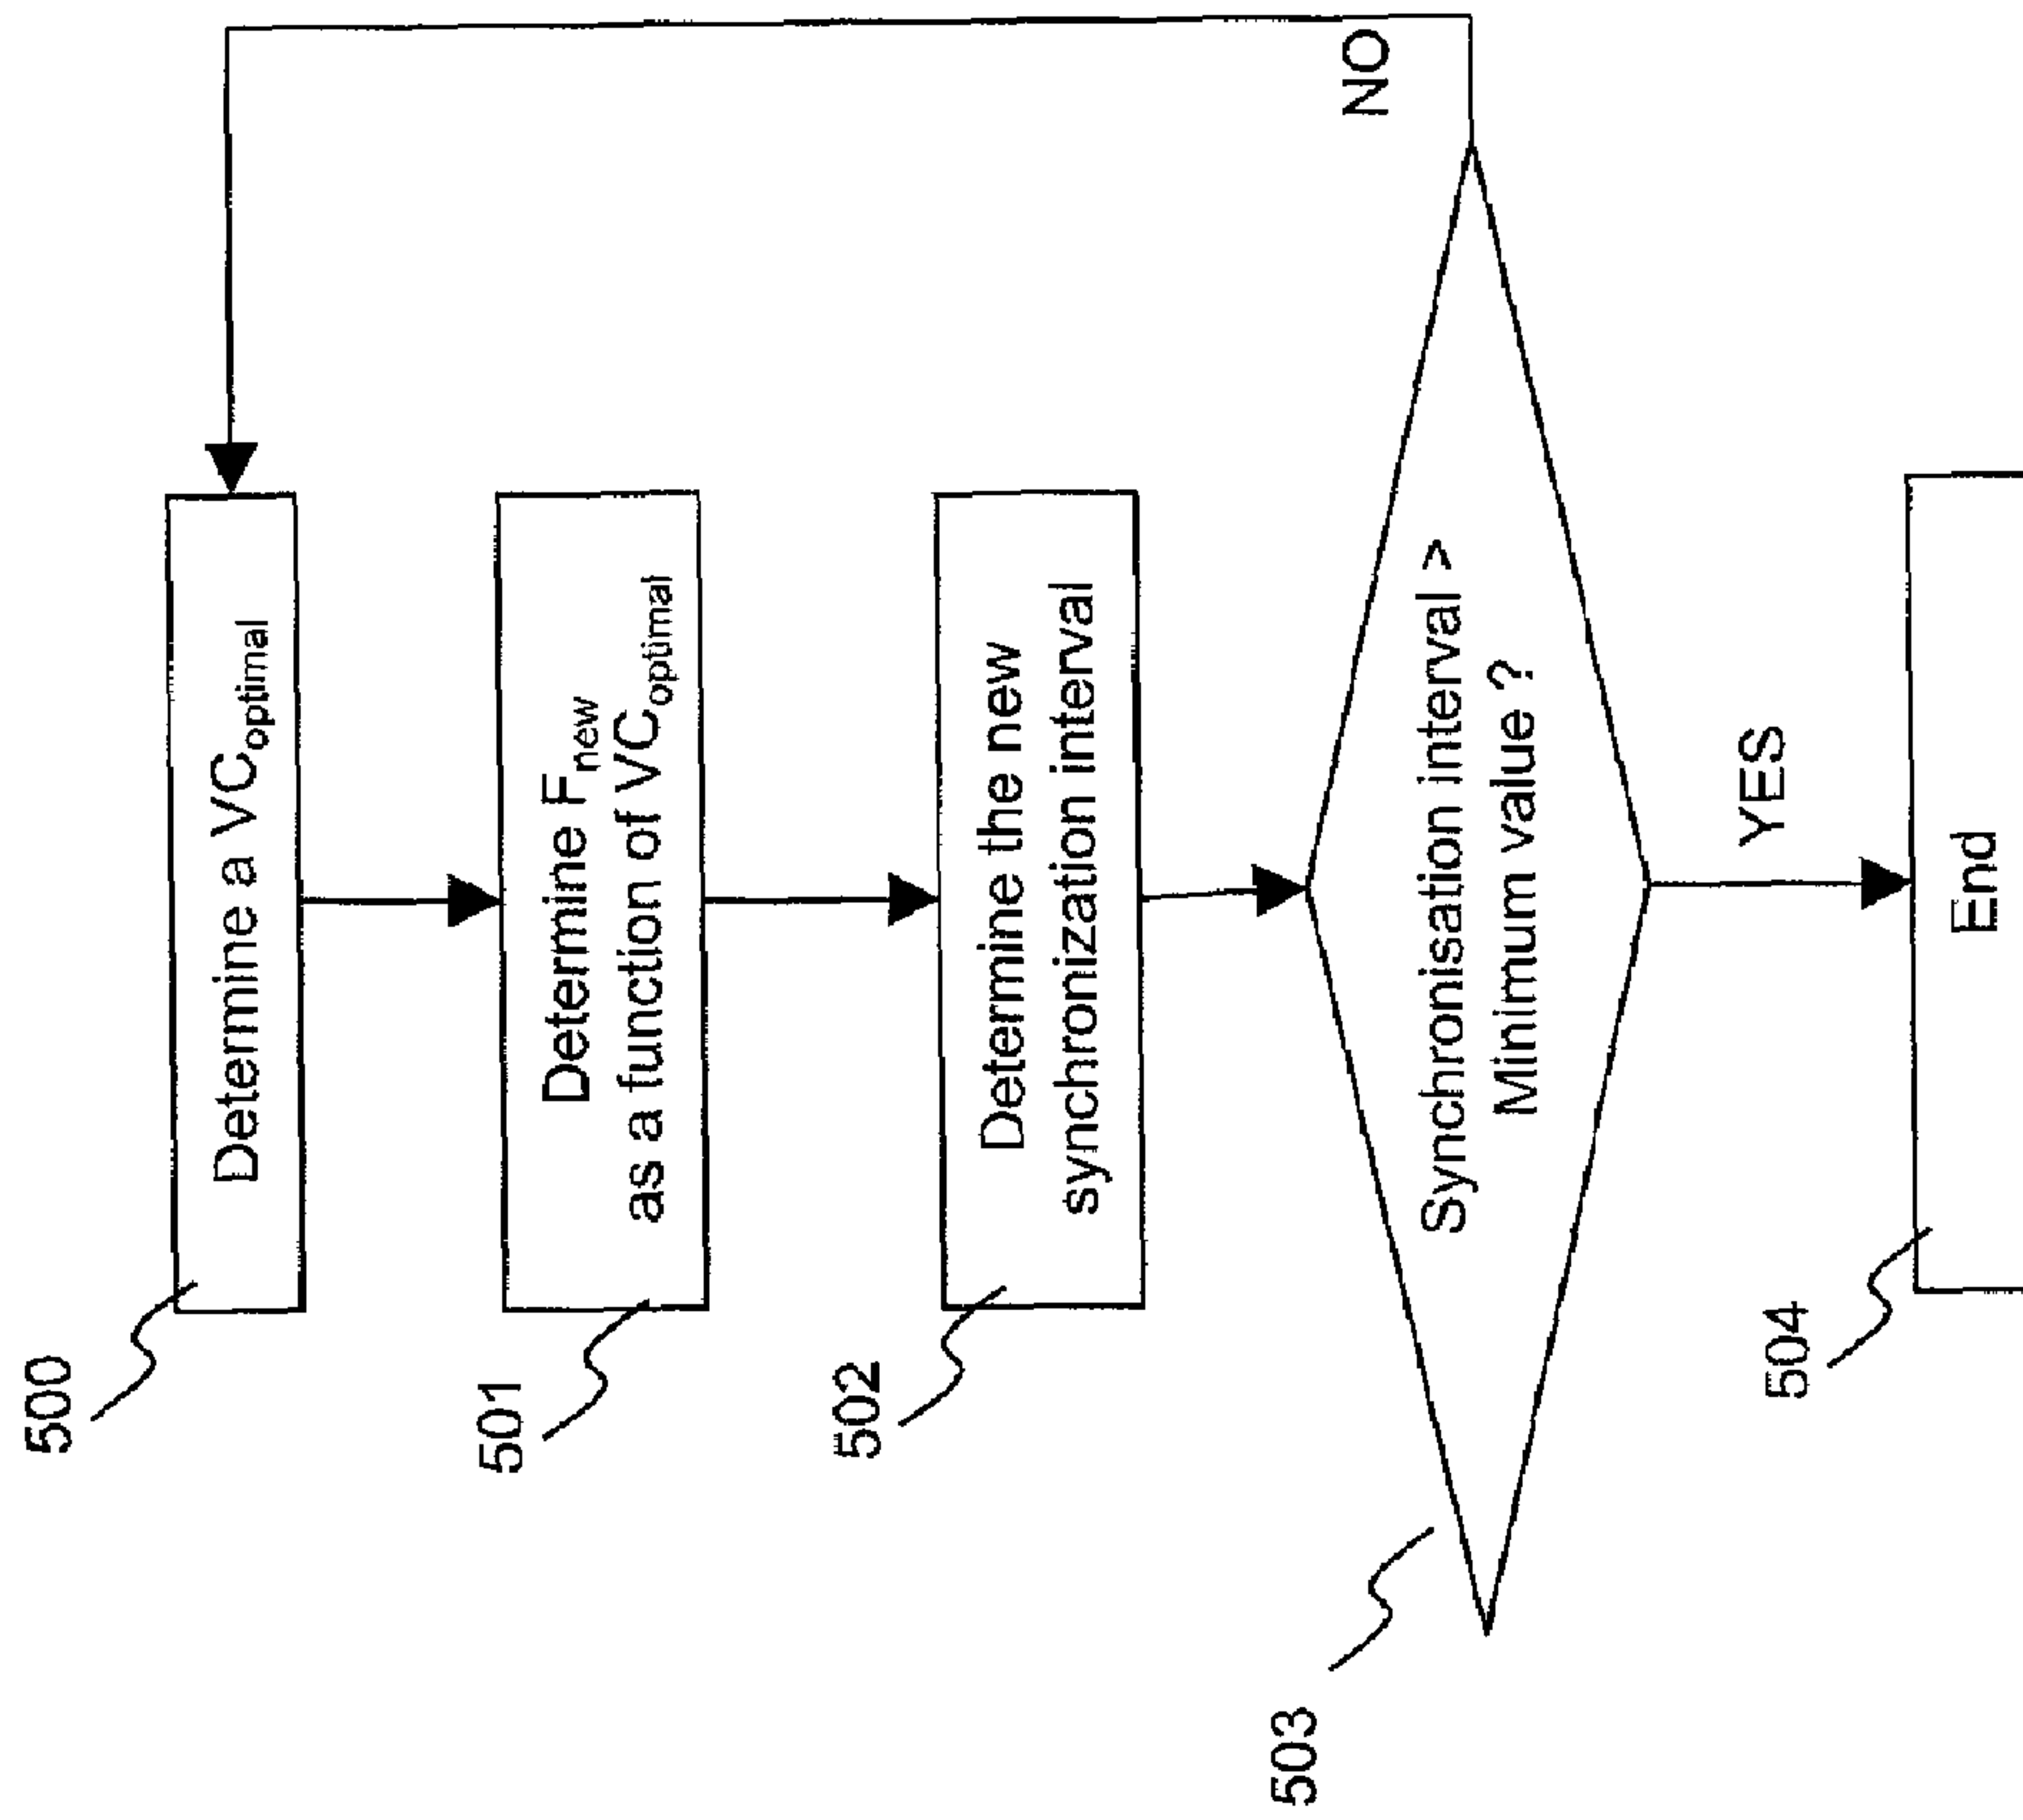 500
Determine a VCoptimal
501
Determine Fnew
as a function of VCoptimal
502
Determine the new
synchronization interval
503
Synchronisation interval >
Minimum value ?
NO
YES
504
End